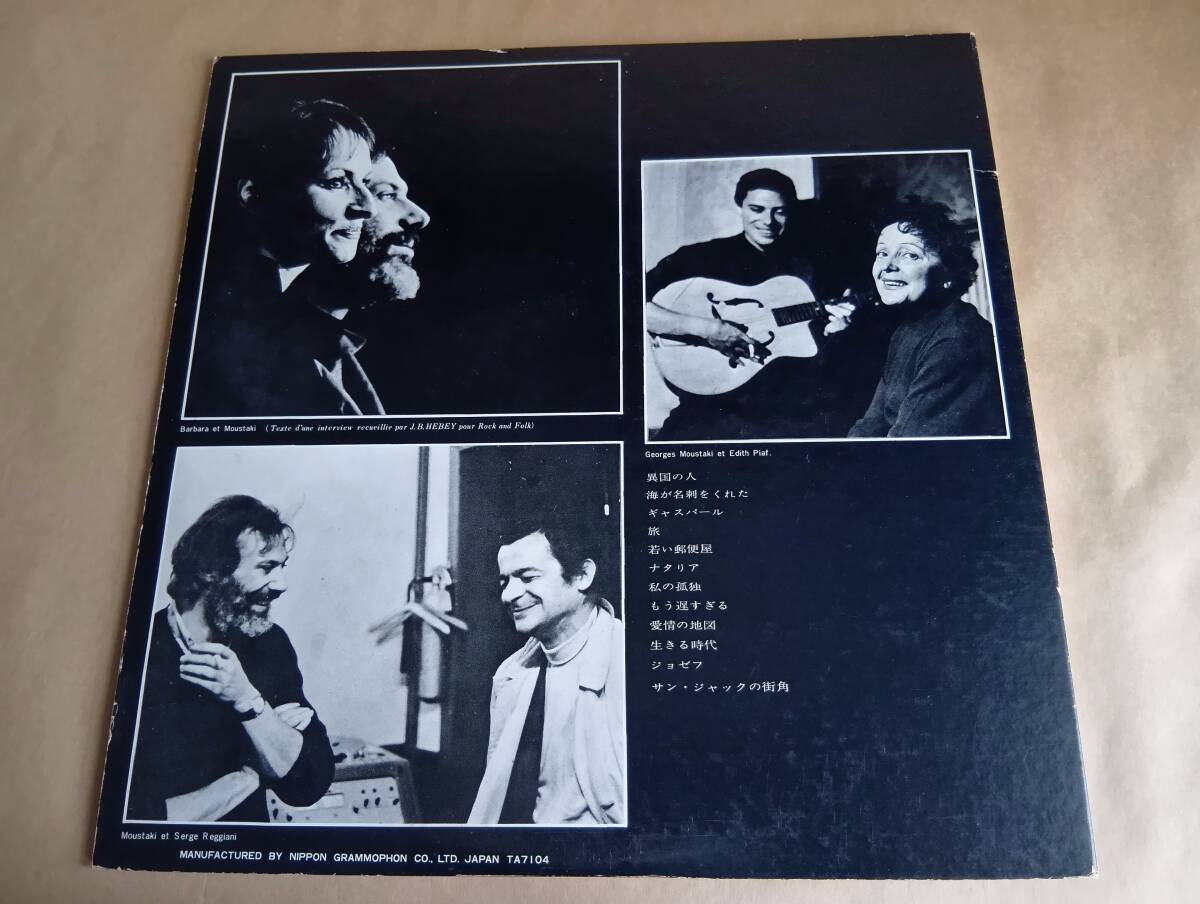 Barbara et Moustaki (Texte d'une interview recueillie par J.B.HEBEY pour Rock and Folk)
Georges Moustaki et Edith Piaf.
異国の人
海が名刺をくれた
ギャスパール
旅
若い郵便屋
ナタリア
私の孤独
もう遅すぎる
愛情の地図
生きる時代
ジョゼフ
サン・ジャックの街角
Moustaki et Serge Reggiani
MANUFACTURED BY NIPPON GRAMMOPHON CO., LTD. JAPAN TA7104